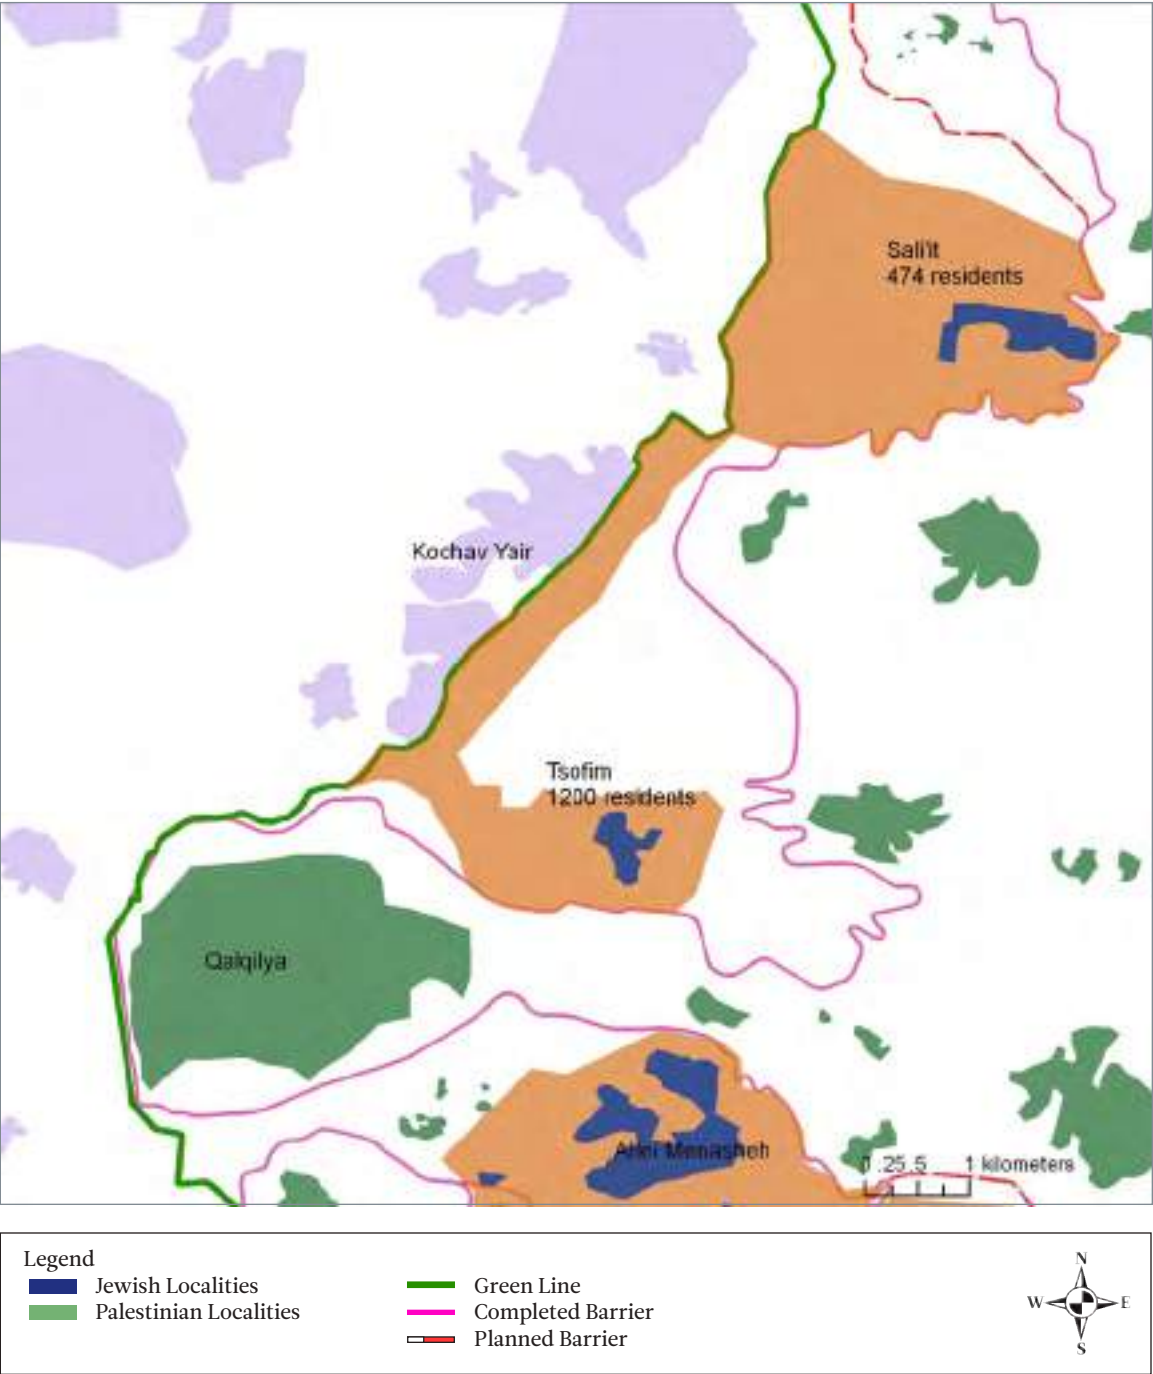 Sali'it
474 residents
Kochav Yair
Tsofim
1200 residents
Qalqilya
Alfei Menasheh
0 .25 .5 1 kilometers
Legend
Jewish Localities
Palestinian Localities
Green Line
Completed Barrier
Planned Barrier
N
W E
S